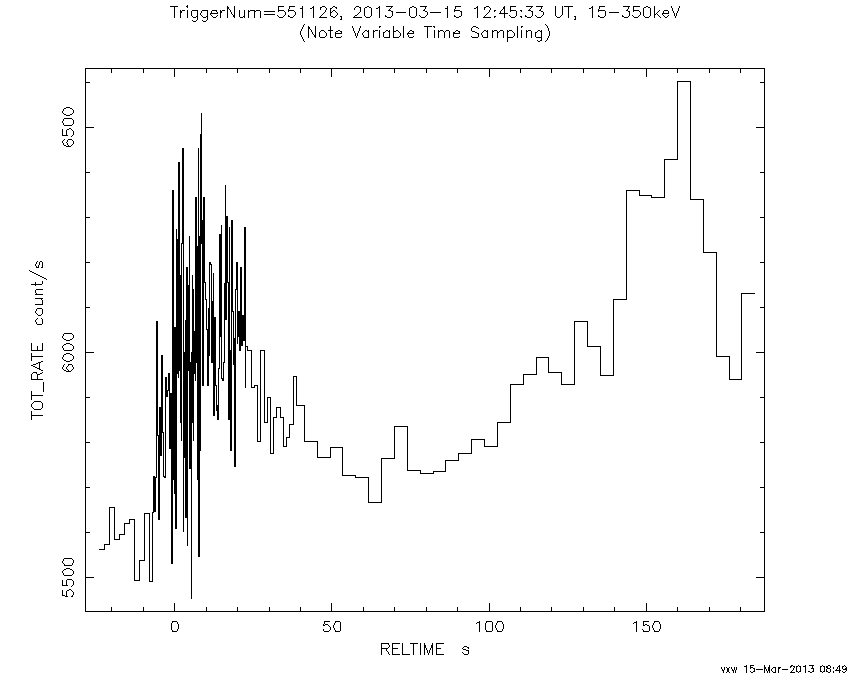 TriggerNum=551126, 2013-03-15 12:45:33 UT, 15-350keV
(Note Variable Time Sampling)
6500
6000
5500
TOT_RATE count/s
0 50 100 150
RELTIME s
vxw 15-Mar-2013 08:49